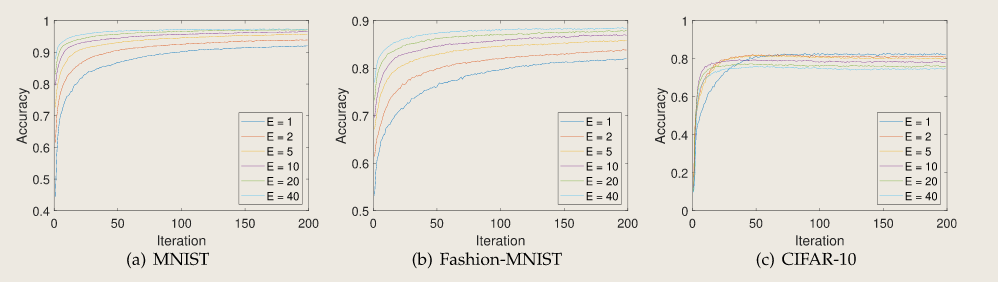 1
0.9
0.8
0.7
0.6
0.5
0.4
Accuracy
0 50 100 150 200
Iteration
E = 1
E = 2
E = 5
E = 10
E = 20
E = 40
(a) MNIST
0.9
0.8
0.7
0.6
0.5
Accuracy
0 50 100 150 200
Iteration
E = 1
E = 2
E = 5
E = 10
E = 20
E = 40
(b) Fashion-MNIST
1
0.8
0.6
0.4
0.2
0
Accuracy
0 50 100 150 200
Iteration
E = 1
E = 2
E = 5
E = 10
E = 20
E = 40
(c) CIFAR-10